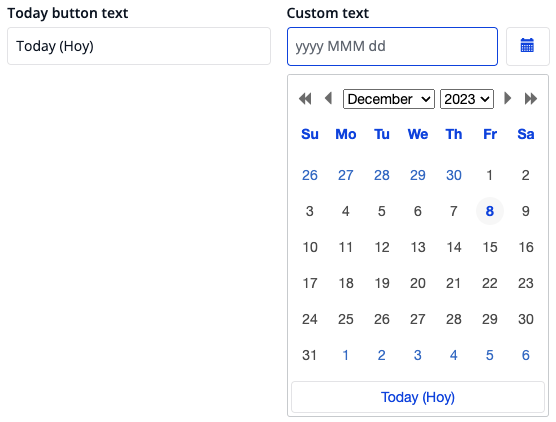 Today button text
Today (Hoy)
Custom text
yyyy MMM dd
December 2023
Su Mo Tu We Th Fr Sa
26 27 28 29 30 1 2
3 4 5 6 7 8 9
10 11 12 13 14 15 16
17 18 19 20 21 22 23
24 25 26 27 28 29 30
31 1 2 3 4 5 6
Today (Hoy)